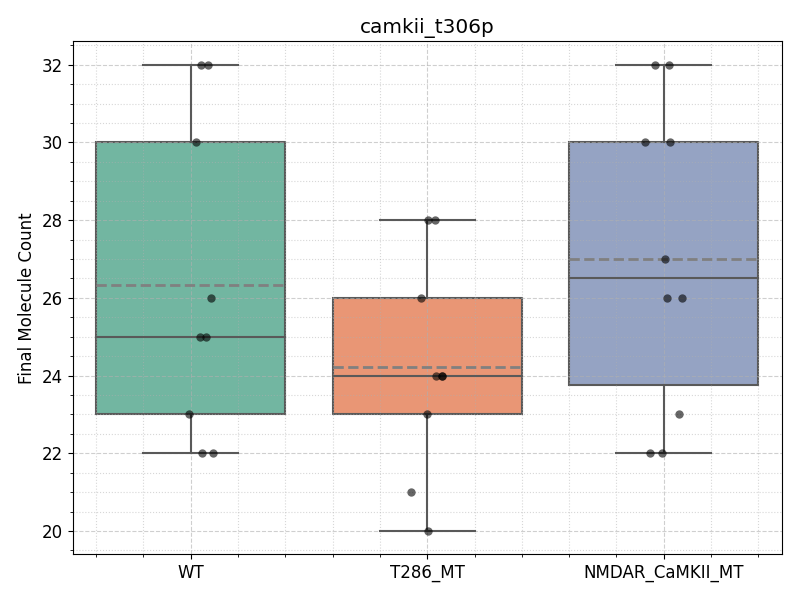 camkii_t306p
Final Molecule Count
32
30
28
26
24
22
20
WT
T286_MT
NMDAR_CaMKII_MT